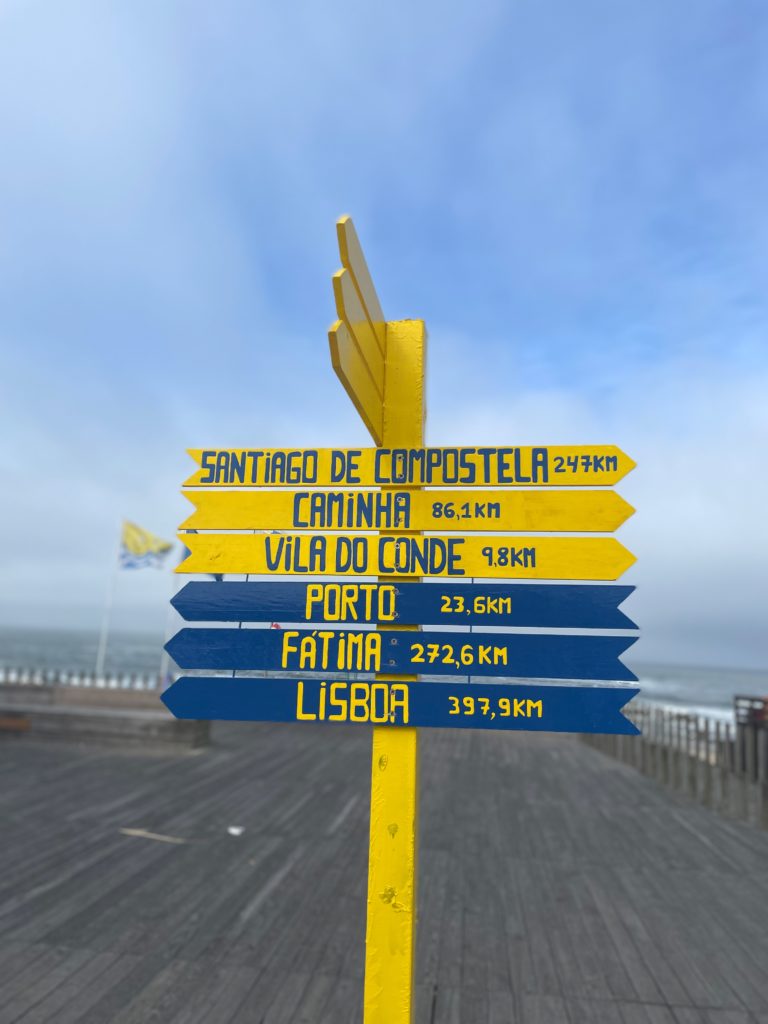 SANTIAGO DE COMPOSTELA 247KM
CAMINHA 86,1KM
VILA DO CONDE 9,8KM
PORTO 23,6KM
FÁTIMA 272,6KM
LISBOA 397,9KM